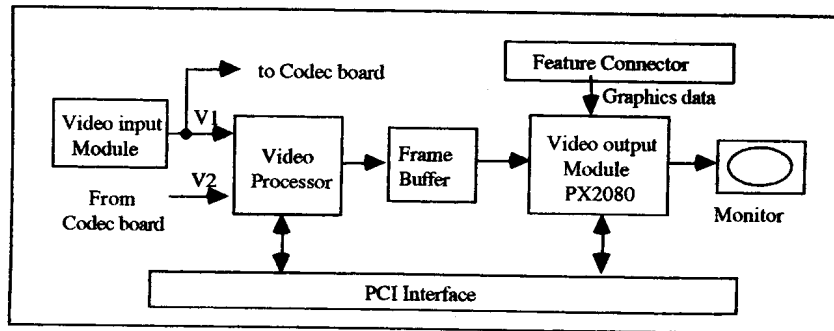 Feature Connector
to Codec board
Graphics data
Video input
Module
V1
Video
Processor
Frame
Buffer
Video output
Module
PX2080
V2
From
Codec board
Monitor
PCI Interface